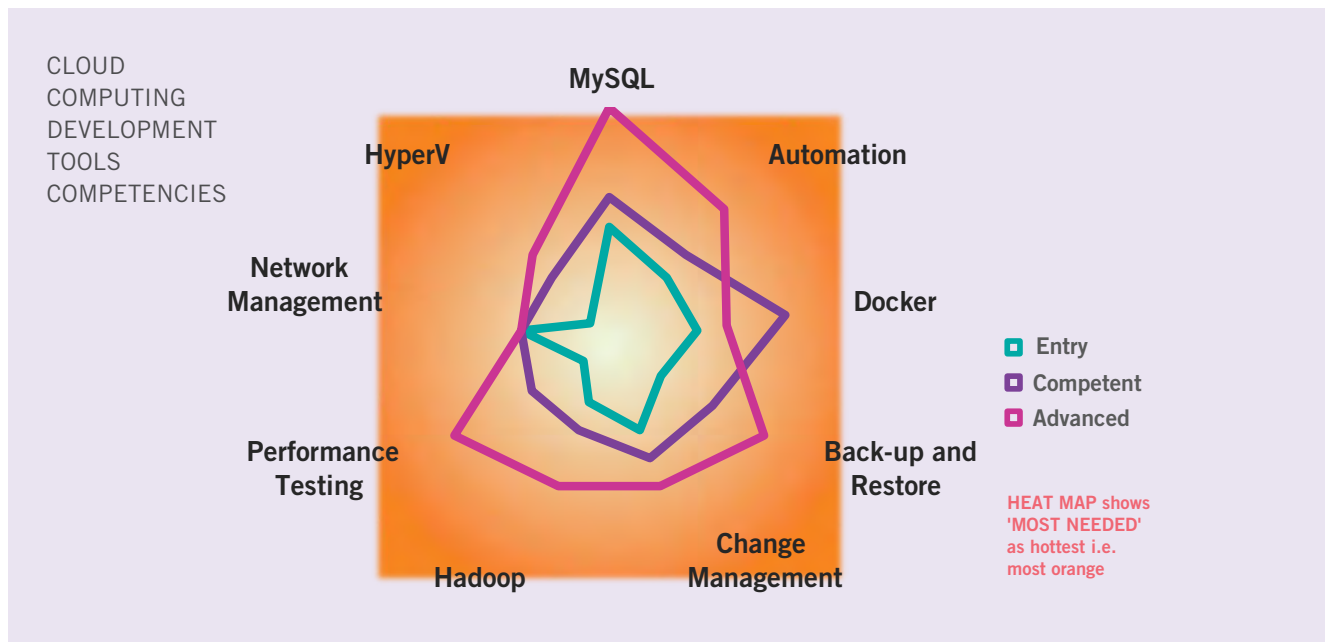 CLOUD
COMPUTING
DEVELOPMENT
TOOLS
COMPETENCIES
MySQL
HyperV
Automation
Network
Management
Docker
Entry
Competent
Advanced
Performance
Testing
Back-up and
Restore
HEAT MAP shows
'MOST NEEDED'
as hottest i.e.
most orange
Hadoop
Change
Management